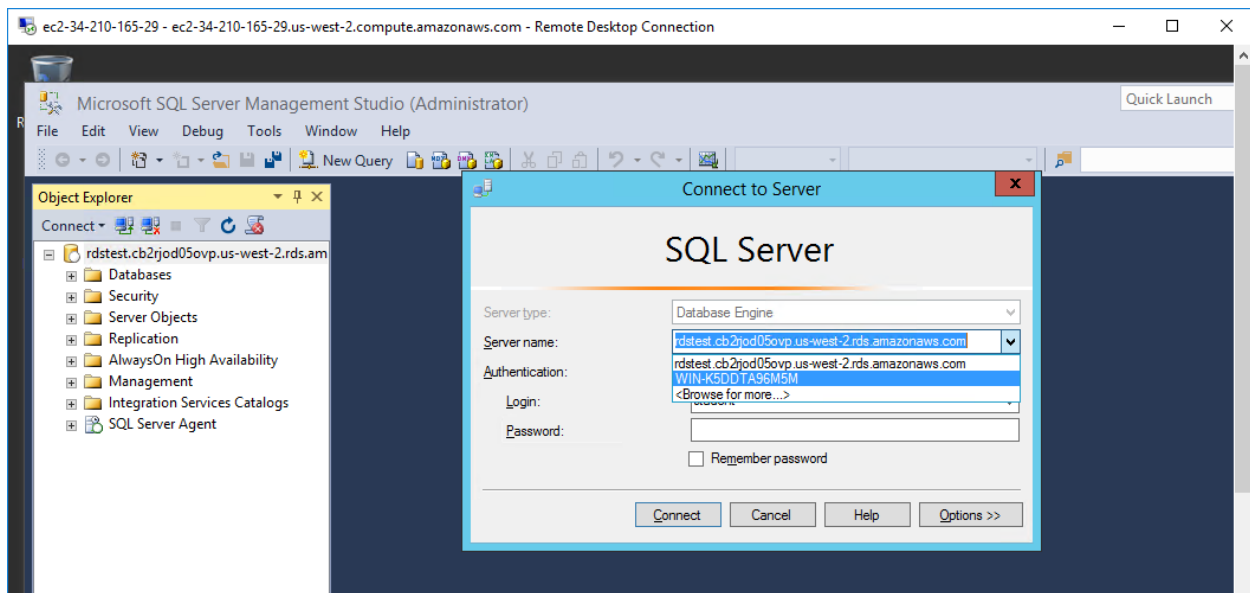 ec2-34-210-165-29 - ec2-34-210-165-29.us-west-2.compute.amazonaws.com - Remote Desktop Connection
Microsoft SQL Server Management Studio (Administrator)
Quick Launch
R
File Edit View Debug Tools Window Help
New Query
Object Explorer
Connect
rdstest.cb2rjod05ovp.us-west-2.rds.am
Databases
Security
Server Objects
Replication
AlwaysOn High Availability
Management
Integration Services Catalogs
SQL Server Agent
Connect to Server
SQL Server
Server type: Database Engine
Server name: rdstest.cb2rjod05ovp.us-west-2.rds.amazonaws.com
rdstest.cb2rjod05ovp.us-west-2.rds.amazonaws.com
Authentication: WIN-K5DDTA96M5M
<Browse for more...>
Login: student
Password:
Remember password
Connect Cancel Help Options >>